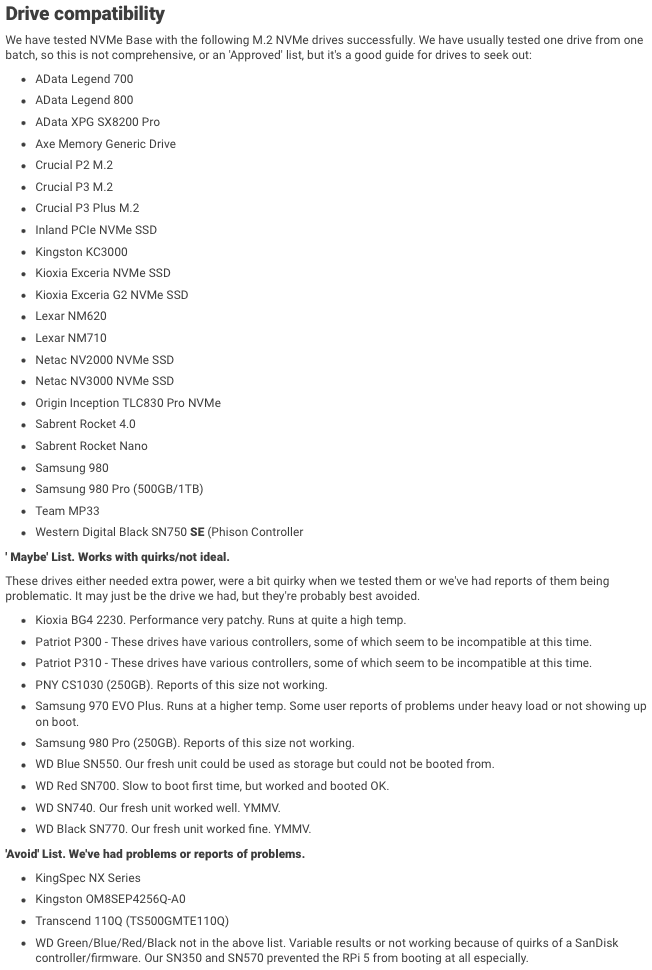 Drive compatibility
We have tested NVMe Base with the following M.2 NVMe drives successfully. We have usually tested one drive from one
batch, so this is not comprehensive, or an 'Approved' list, but it's a good guide for drives to seek out:
• AData Legend 700
• AData Legend 800
• AData XPG SX8200 Pro
• Axe Memory Generic Drive
• Crucial P2 M.2
• Crucial P3 M.2
• Crucial P3 Plus M.2
• Inland PCIe NVMe SSD
• Kingston KC3000
• Kioxia Exceria NVMe SSD
• Kioxia Exceria G2 NVMe SSD
• Lexar NM620
• Lexar NM710
• Netac NV2000 NVMe SSD
• Netac NV3000 NVMe SSD
• Origin Inception TLC830 Pro NVMe
• Sabrent Rocket 4.0
• Sabrent Rocket Nano
• Samsung 980
• Samsung 980 Pro (500GB/1TB)
• Team MP33
• Western Digital Black SN750 SE (Phison Controller
' Maybe' List. Works with quirks/not ideal.
These drives either needed extra power, were a bit quirky when we tested them or we've had reports of them being
problematic. It may just be the drive we had, but they're probably best avoided.
• Kioxia BG4 2230. Performance very patchy. Runs at quite a high temp.
• Patriot P300 - These drives have various controllers, some of which seem to be incompatible at this time.
• Patriot P310 - These drives have various controllers, some of which seem to be incompatible at this time.
• PNY CS1030 (250GB). Reports of this size not working.
• Samsung 970 EVO Plus. Runs at a higher temp. Some user reports of problems under heavy load or not showing up
on boot.
• Samsung 980 Pro (250GB). Reports of this size not working.
• WD Blue SN550. Our fresh unit could be used as storage but could not be booted from.
• WD Red SN700. Slow to boot first time, but worked and booted OK.
• WD SN740. Our fresh unit worked well. YMMV.
• WD Black SN770. Our fresh unit worked fine. YMMV.
'Avoid' List. We've had problems or reports of problems.
• KingSpec NX Series
• Kingston OM8SEP4256Q-A0
• Transcend 110Q (TS500GMTE110Q)
• WD Green/Blue/Red/Black not in the above list. Variable results or not working because of quirks of a SanDisk
controller/firmware. Our SN350 and SN570 prevented the RPi 5 from booting at all especially.